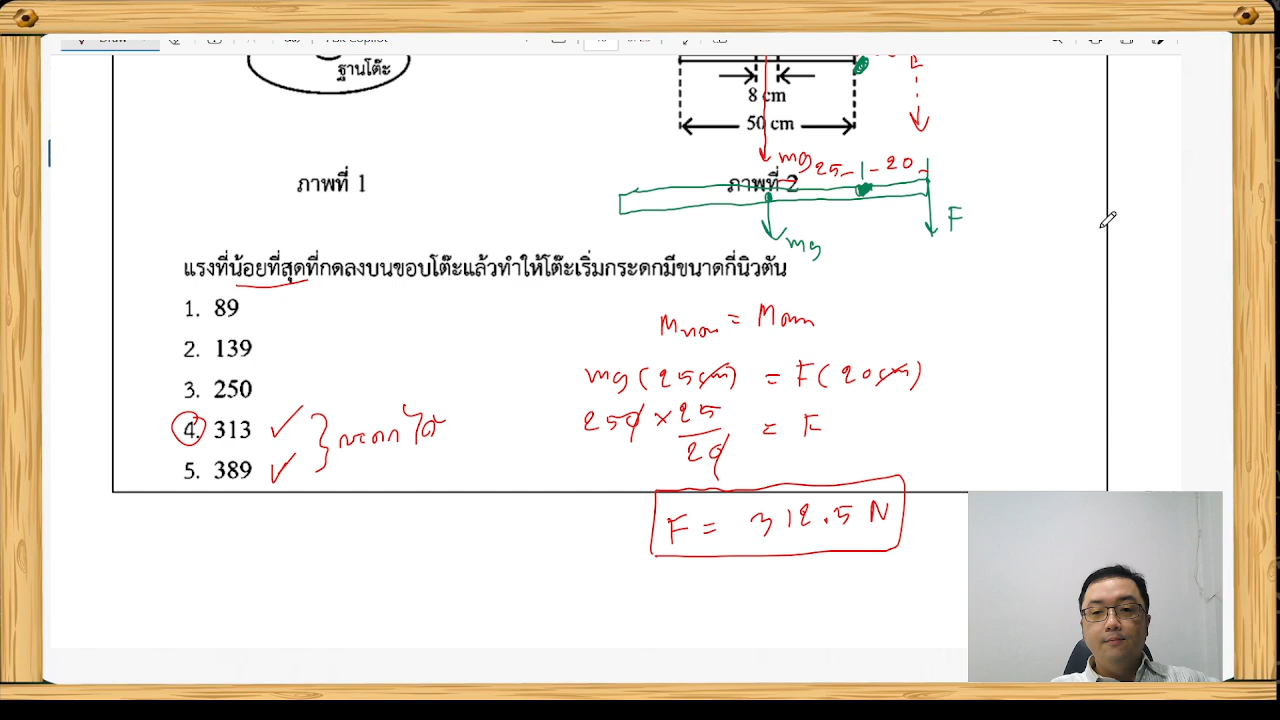 ฐานโต๊ะ
8 cm
50 cm
mg
25 20
ภาพที่ 1
ภาพที่ 2
F
mg
แรงที่น้อยที่สุดที่กดลงบนขอบโต๊ะแล้วทำให้โต๊ะเริ่มกระดกมีขนาดกี่นิวตัน
1. 89
2. 139
3. 250
4. 313
5. 389
mg (25cm) = F(20cm)
250 × 25/20 = F
F = 312.5 N